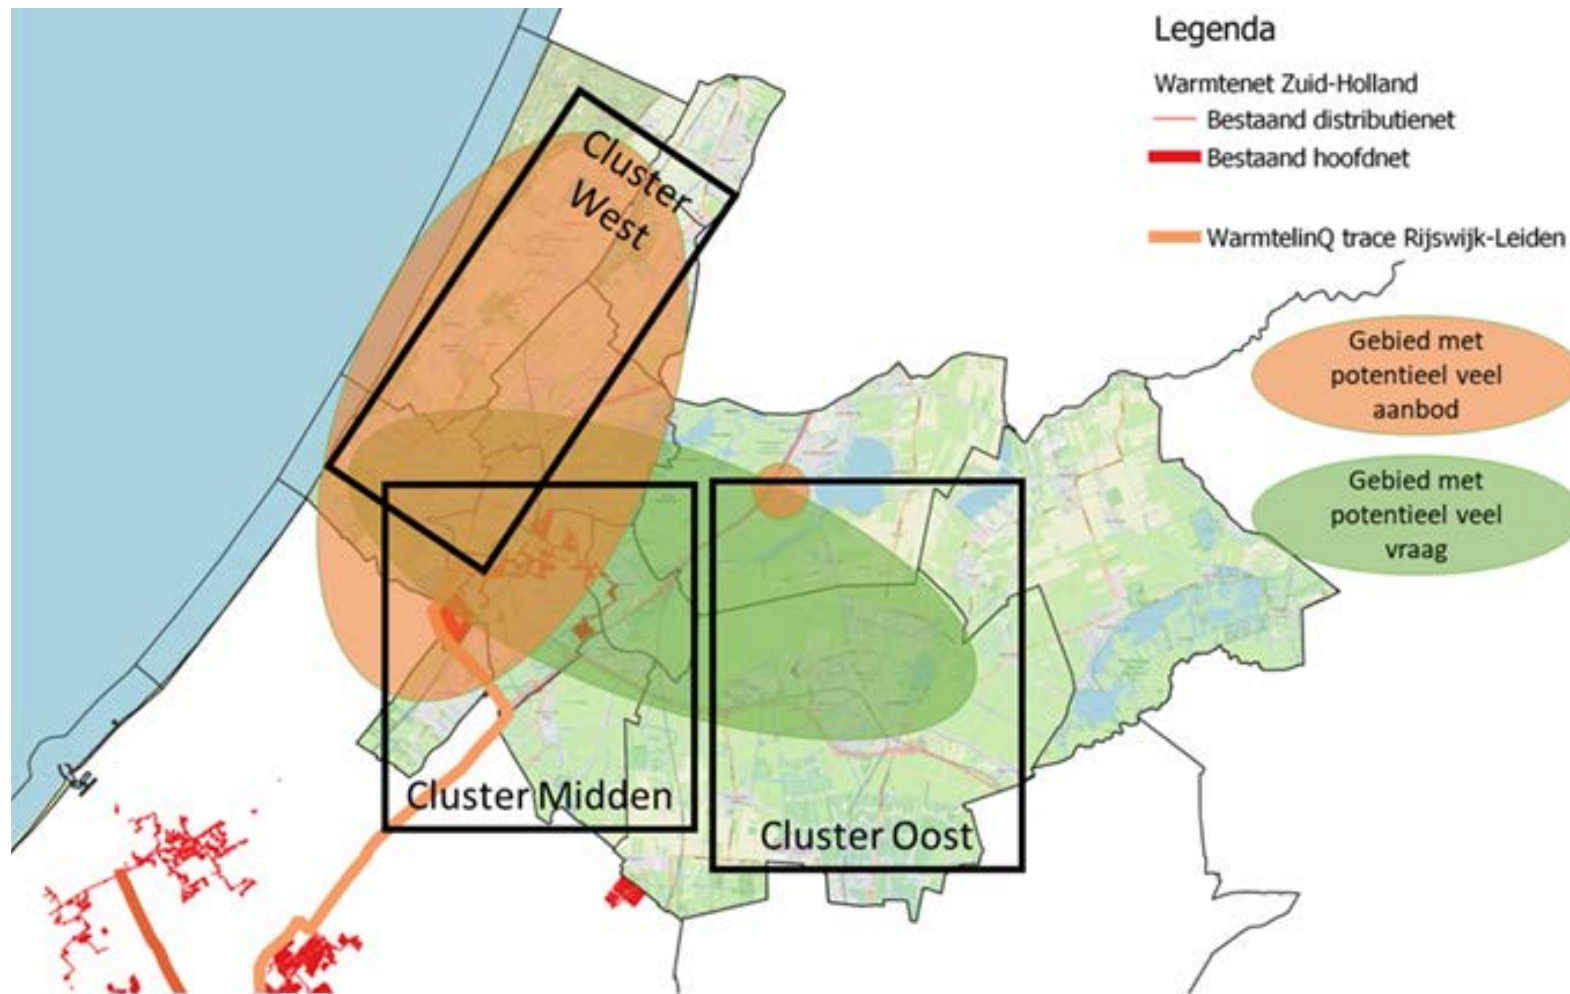 Legenda
Warmtenet Zuid-Holland
Bestaand distributienet
Bestaand hoofdnet
WarmtelinQ trace Rijswijk-Leiden
Gebied met
potentieel veel
aanbod
Gebied met
potentieel veel
vraag
Cluster
West
Cluster Midden
Cluster Oost